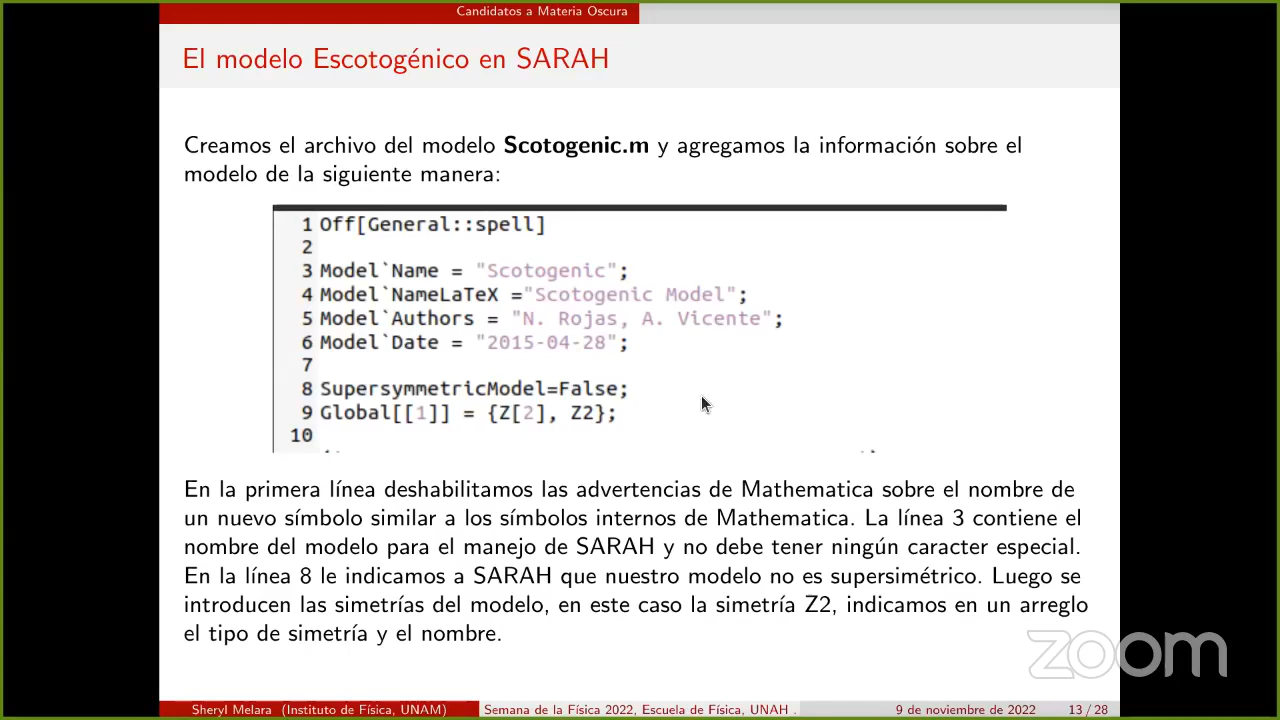 Candidatos a Materia Oscura
El modelo Escotogénico en SARAH
Creamos el archivo del modelo Scotogenic.m y agregamos la información sobre el
modelo de la siguiente manera:
1 Off[General::spell]
2
3 Model`Name = "Scotogenic";
4 Model`NameLaTeX ="Scotogenic Model";
5 Model`Authors = "N. Rojas, A. Vicente";
6 Model`Date = "2015-04-28";
7
8 SupersymmetricModel=False;
9 Global[[1]] = {Z[2], Z2};
10
En la primera línea deshabilitamos las advertencias de Mathematica sobre el nombre de
un nuevo símbolo similar a los símbolos internos de Mathematica. La línea 3 contiene el
nombre del modelo para el manejo de SARAH y no debe tener ningún caracter especial.
En la línea 8 le indicamos a SARAH que nuestro modelo no es supersimétrico. Luego se
introducen las simetrías del modelo, en este caso la simetría Z2, indicamos en un arreglo
el tipo de simetría y el nombre.
zoom
Sheryl Melara (Instituto de Física, UNAM) Semana de la Física 2022, Escuela de Física, UNAH . 9 de noviembre de 2022 13 / 28